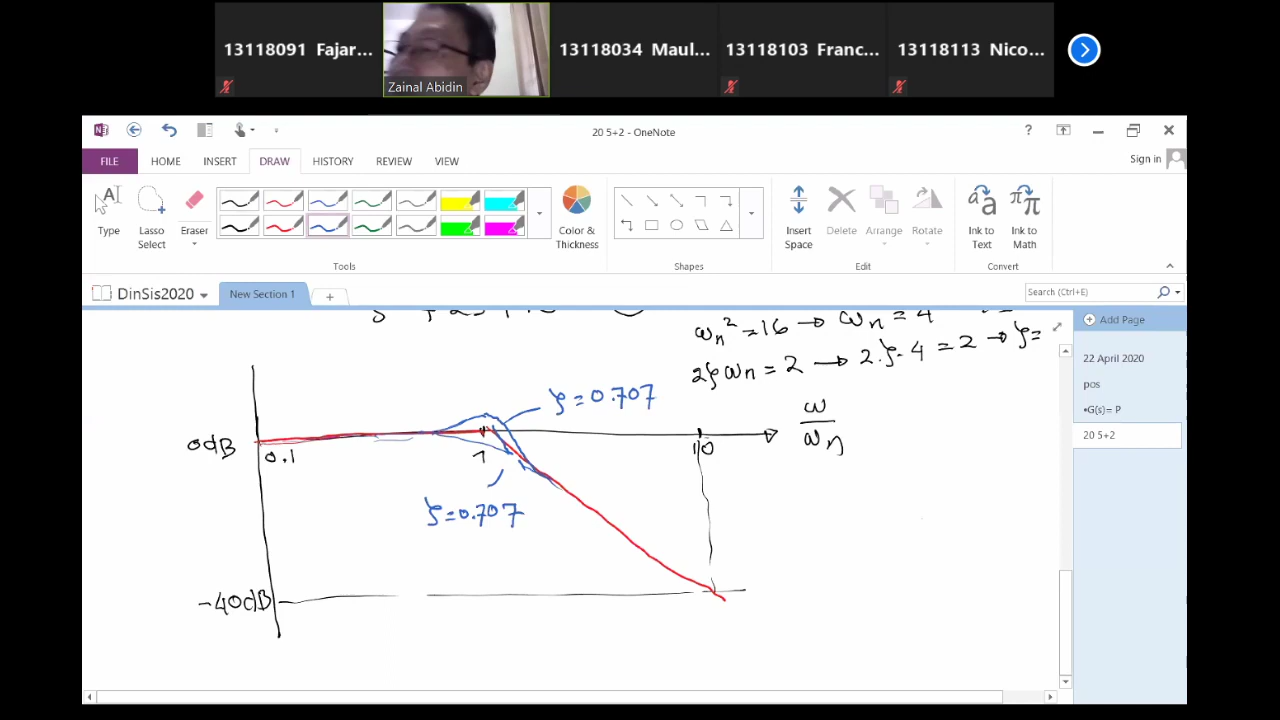 13118091 Fajar...
Zainal Abidin
13118034 Maul...
13118103 Franc...
13118113 Nico...
20 5+2 - OneNote
FILE HOME INSERT DRAW HISTORY REVIEW VIEW
Sign in
Type
Lasso Select
Eraser
Color & Thickness
Insert Space
Delete
Arrange
Rotate
Ink to Text
Ink to Math
Tools
Shapes
Edit
Convert
DinSis2020
New Section 1
Search (Ctrl+E)
Add Page
22 April 2020
pos
•G(s)= P
20 5+2
ωn² = 16 → ωn = 4
2ζωn = 2 → 2.ζ.4 = 2 → ζ=
ζ = 0.707
ω/ωn
0dB
0.1
1
10
ζ=0.707
-40dB